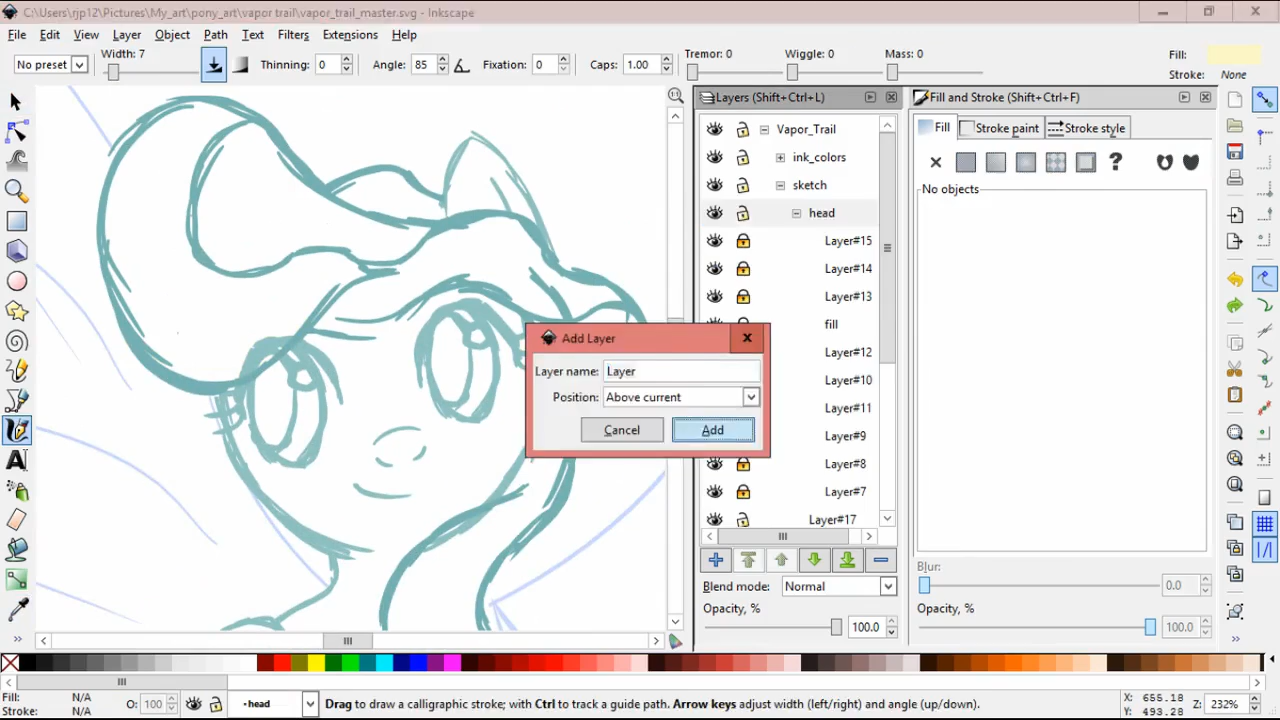 C:\Users\rjp12\Pictures\My_art\pony_art\vapor trail\vapor_trail_master.svg - Inkscape
File Edit View Layer Object Path Text Filters Extensions Help
No preset Width: 7 Thinning: 0 Angle: 85 Fixation: 0 Caps: 1.00 Tremor: 0 Wiggle: 0 Mass: 0 Fill:
Stroke: None
Layers (Shift+Ctrl+L)
Vapor_Trail
ink_colors
sketch
head
Layer#15
Layer#14
Layer#13
fill
Layer#12
Layer#10
Layer#11
Layer#9
Layer#8
Layer#7
Layer#17
Blend mode: Normal
Opacity, % 100.0
Fill and Stroke (Shift+Ctrl+F)
Fill Stroke paint Stroke style
?
No objects
Blur:
0.0
Opacity, %
100.0
Add Layer
Layer name: Layer
Position: Above current
Cancel Add
Fill: N/A
Stroke: N/A
O: 100
•head
Drag to draw a calligraphic stroke; with Ctrl to track a guide path. Arrow keys adjust width (left/right) and angle (up/down).
X: 655.18
Y: 493.28
Z: 232%